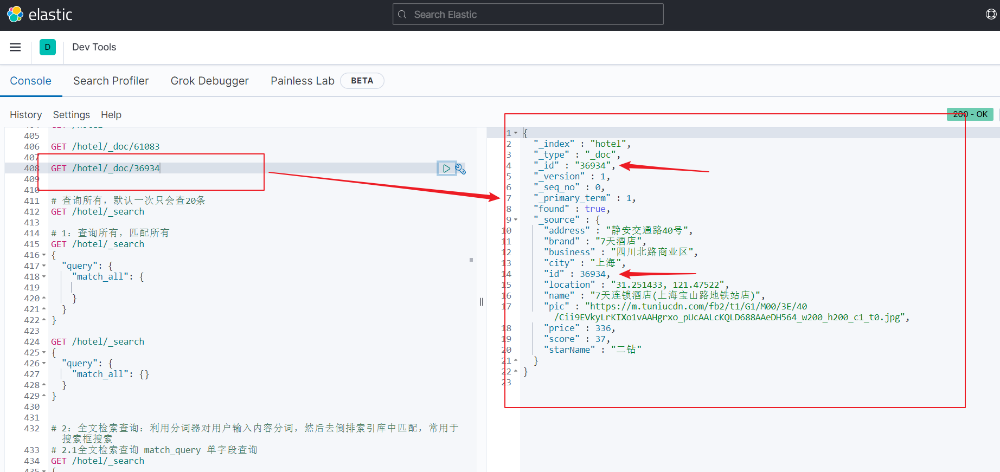 elastic
Search Elastic
D
Dev Tools
Console
Search Profiler
Grok Debugger
Painless Lab
BETA
History
Settings
Help
200 - OK
405
406 GET /hotel/_doc/61083
407
408 GET /hotel/_doc/36934
409
410
411 # 查询所有，默认一次只会查20条
412 GET /hotel/_search
413
414 # 1：查询所有，匹配所有
415 GET /hotel/_search
416 {
417 "query": {
418 "match_all": {
419
420 }
421 }
422 }
423
424 GET /hotel/_search
425 {
426 "query": {
427 "match_all": {}
428 }
429 }
430
431
432 # 2：全文检索查询：利用分词器对用户输入内容分词，然后去倒排索引库中匹配，常用于
搜索框搜索
433 # 2.1全文检索查询 match_query 单字段查询
434 GET /hotel/_search
435 {
1 {
2 "_index" : "hotel",
3 "_type" : "_doc",
4 "_id" : "36934",
5 "_version" : 1,
6 "_seq_no" : 0,
7 "_primary_term" : 1,
8 "found" : true,
9 "_source" : {
10 "address" : "静安交通路40号",
11 "brand" : "7天酒店",
12 "business" : "四川北路商业区",
13 "city" : "上海",
14 "id" : 36934,
15 "location" : "31.251433, 121.47522",
16 "name" : "7天连锁酒店(上海宝山路地铁站店)",
17 "pic" : "https://m.tuniucdn.com/fb2/t1/G1/M00/3E/40
/Cii9EVkyLrKIXo1vAAHgrxo_pUcAALcKQLD688AAeDH564_w200_h200_c1_t0.jpg",
18 "price" : 336,
19 "score" : 37,
20 "starName" : "二钻"
21 }
22 }
23